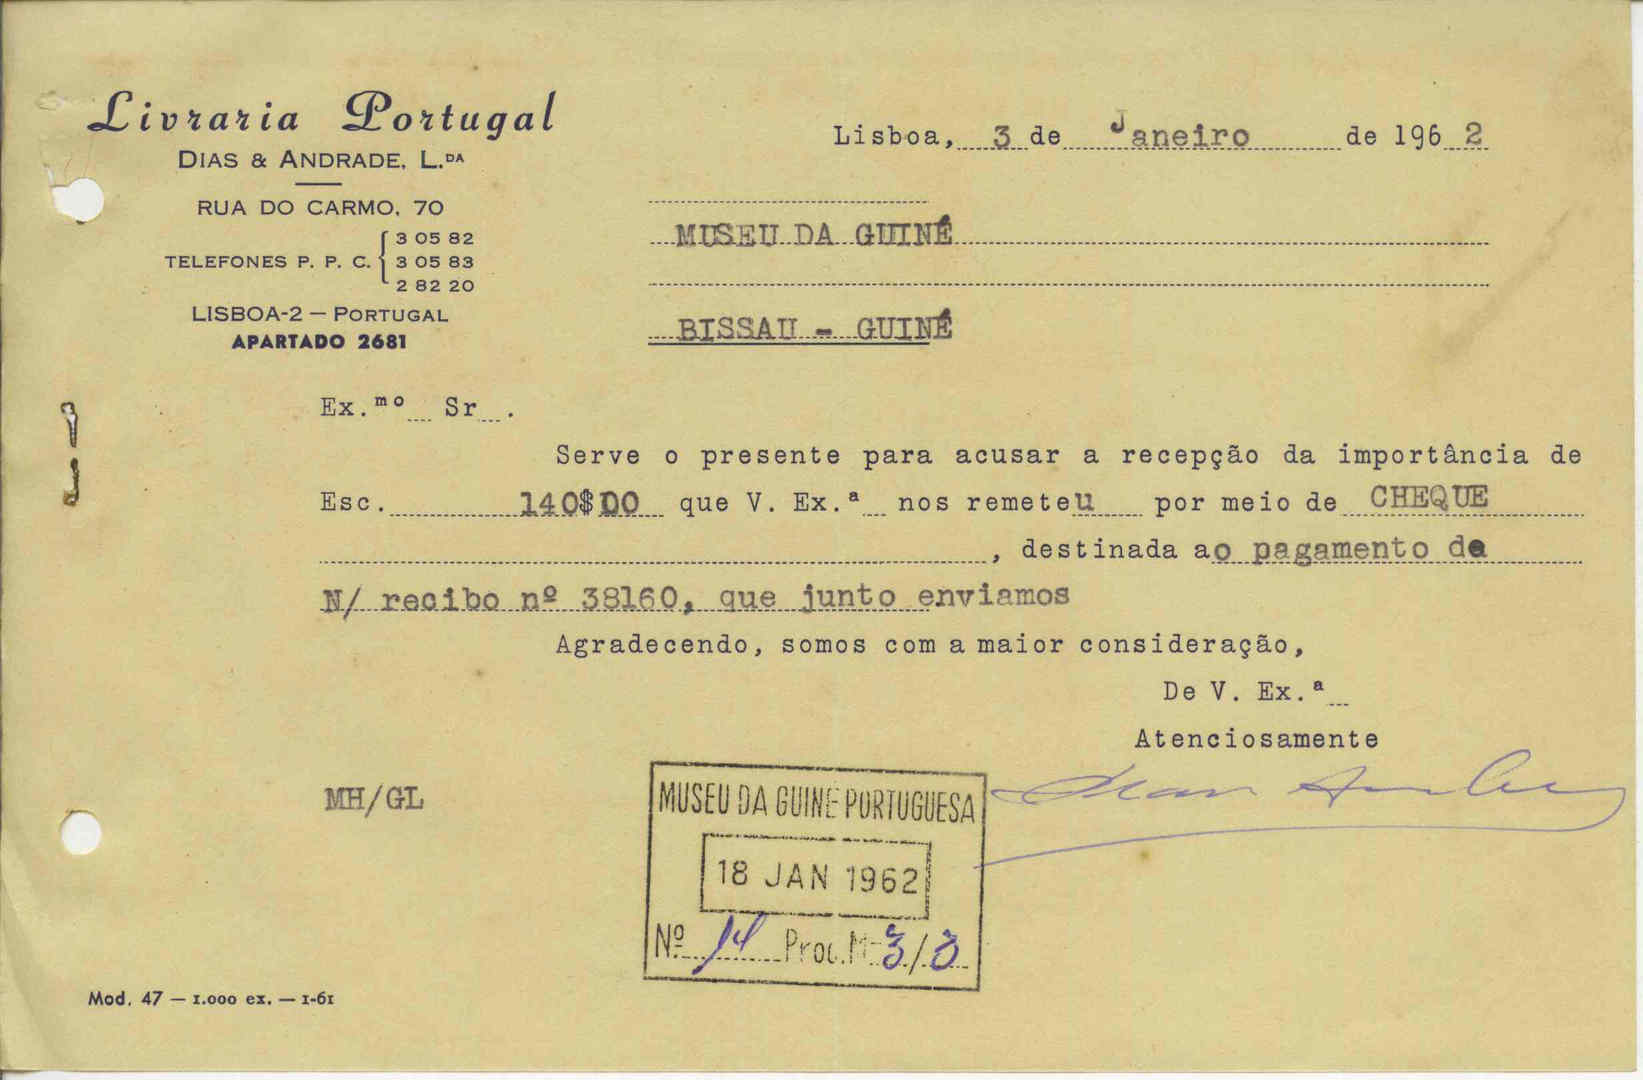 Livraria Portugal
DIAS & ANDRADE, L.DA
RUA DO CARMO, 70
TELEFONES P. P. C. { 3 05 82
3 05 83
2 82 20
LISBOA-2 — PORTUGAL
APARTADO 2681
Lisboa, 3 de Janeiro de 1962
MUSEU DA GUINÉ
BISSAU - GUINÉ
Ex.mo Sr .
Serve o presente para acusar a recepção da importância de
Esc. 140$00 que V. Ex.ª nos remeteu por meio de CHEQUE
, destinada ao pagamento de
N/ recibo nº 38160, que junto enviamos
Agradecendo, somos com a maior consideração,
De V. Ex.ª
Atenciosamente
MH/GL
MUSEU DA GUINÉ PORTUGUESA
18 JAN 1962
Nº 14 Proc. M-3/3
Mod. 47 — 1.000 ex. — 1-61